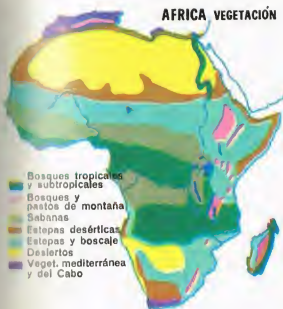 AFRICA VEGETACIÓN
Bosques tropicales
y subtropicales
Bosques y
pastos de montaña
Sabanas
Estepas desérticas
Estepas y boscaje
Desiertos
Veget. mediterránea
y del Cabo